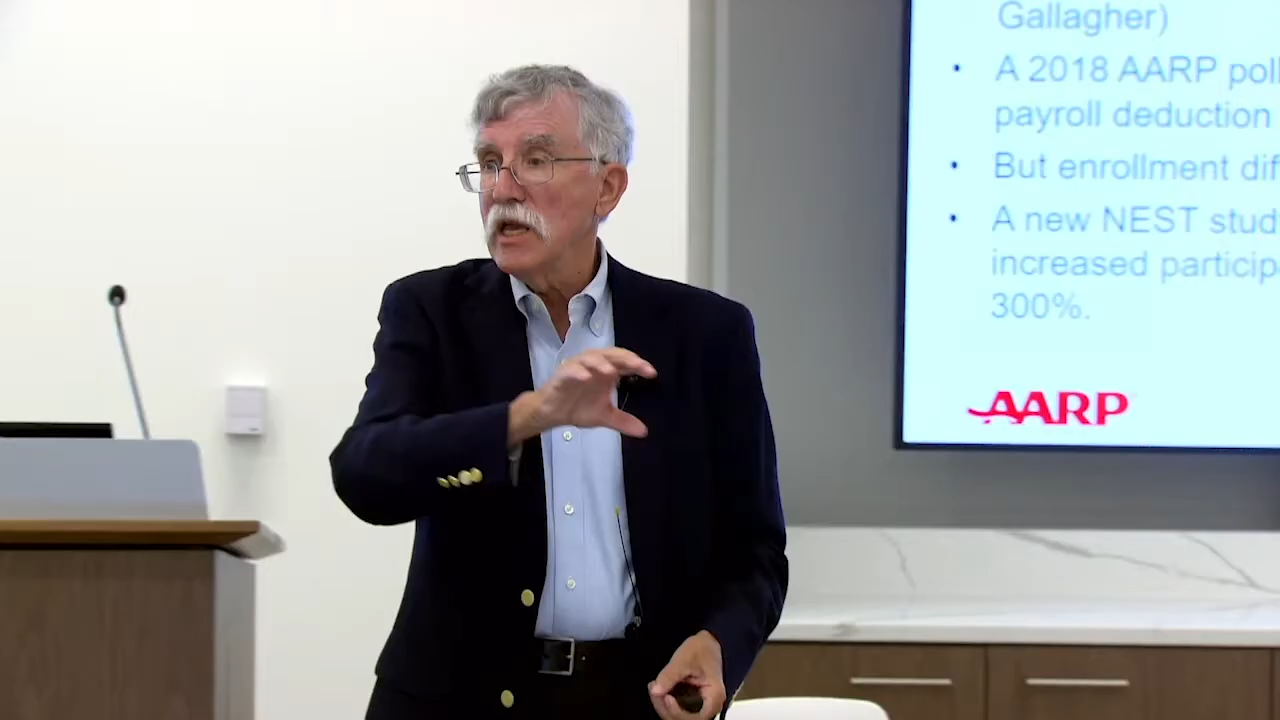 Gallagher)
• A 2018 AARP poll
payroll deduction
• But enrollment dif
• A new NEST stud
increased particip
300%.
AARP